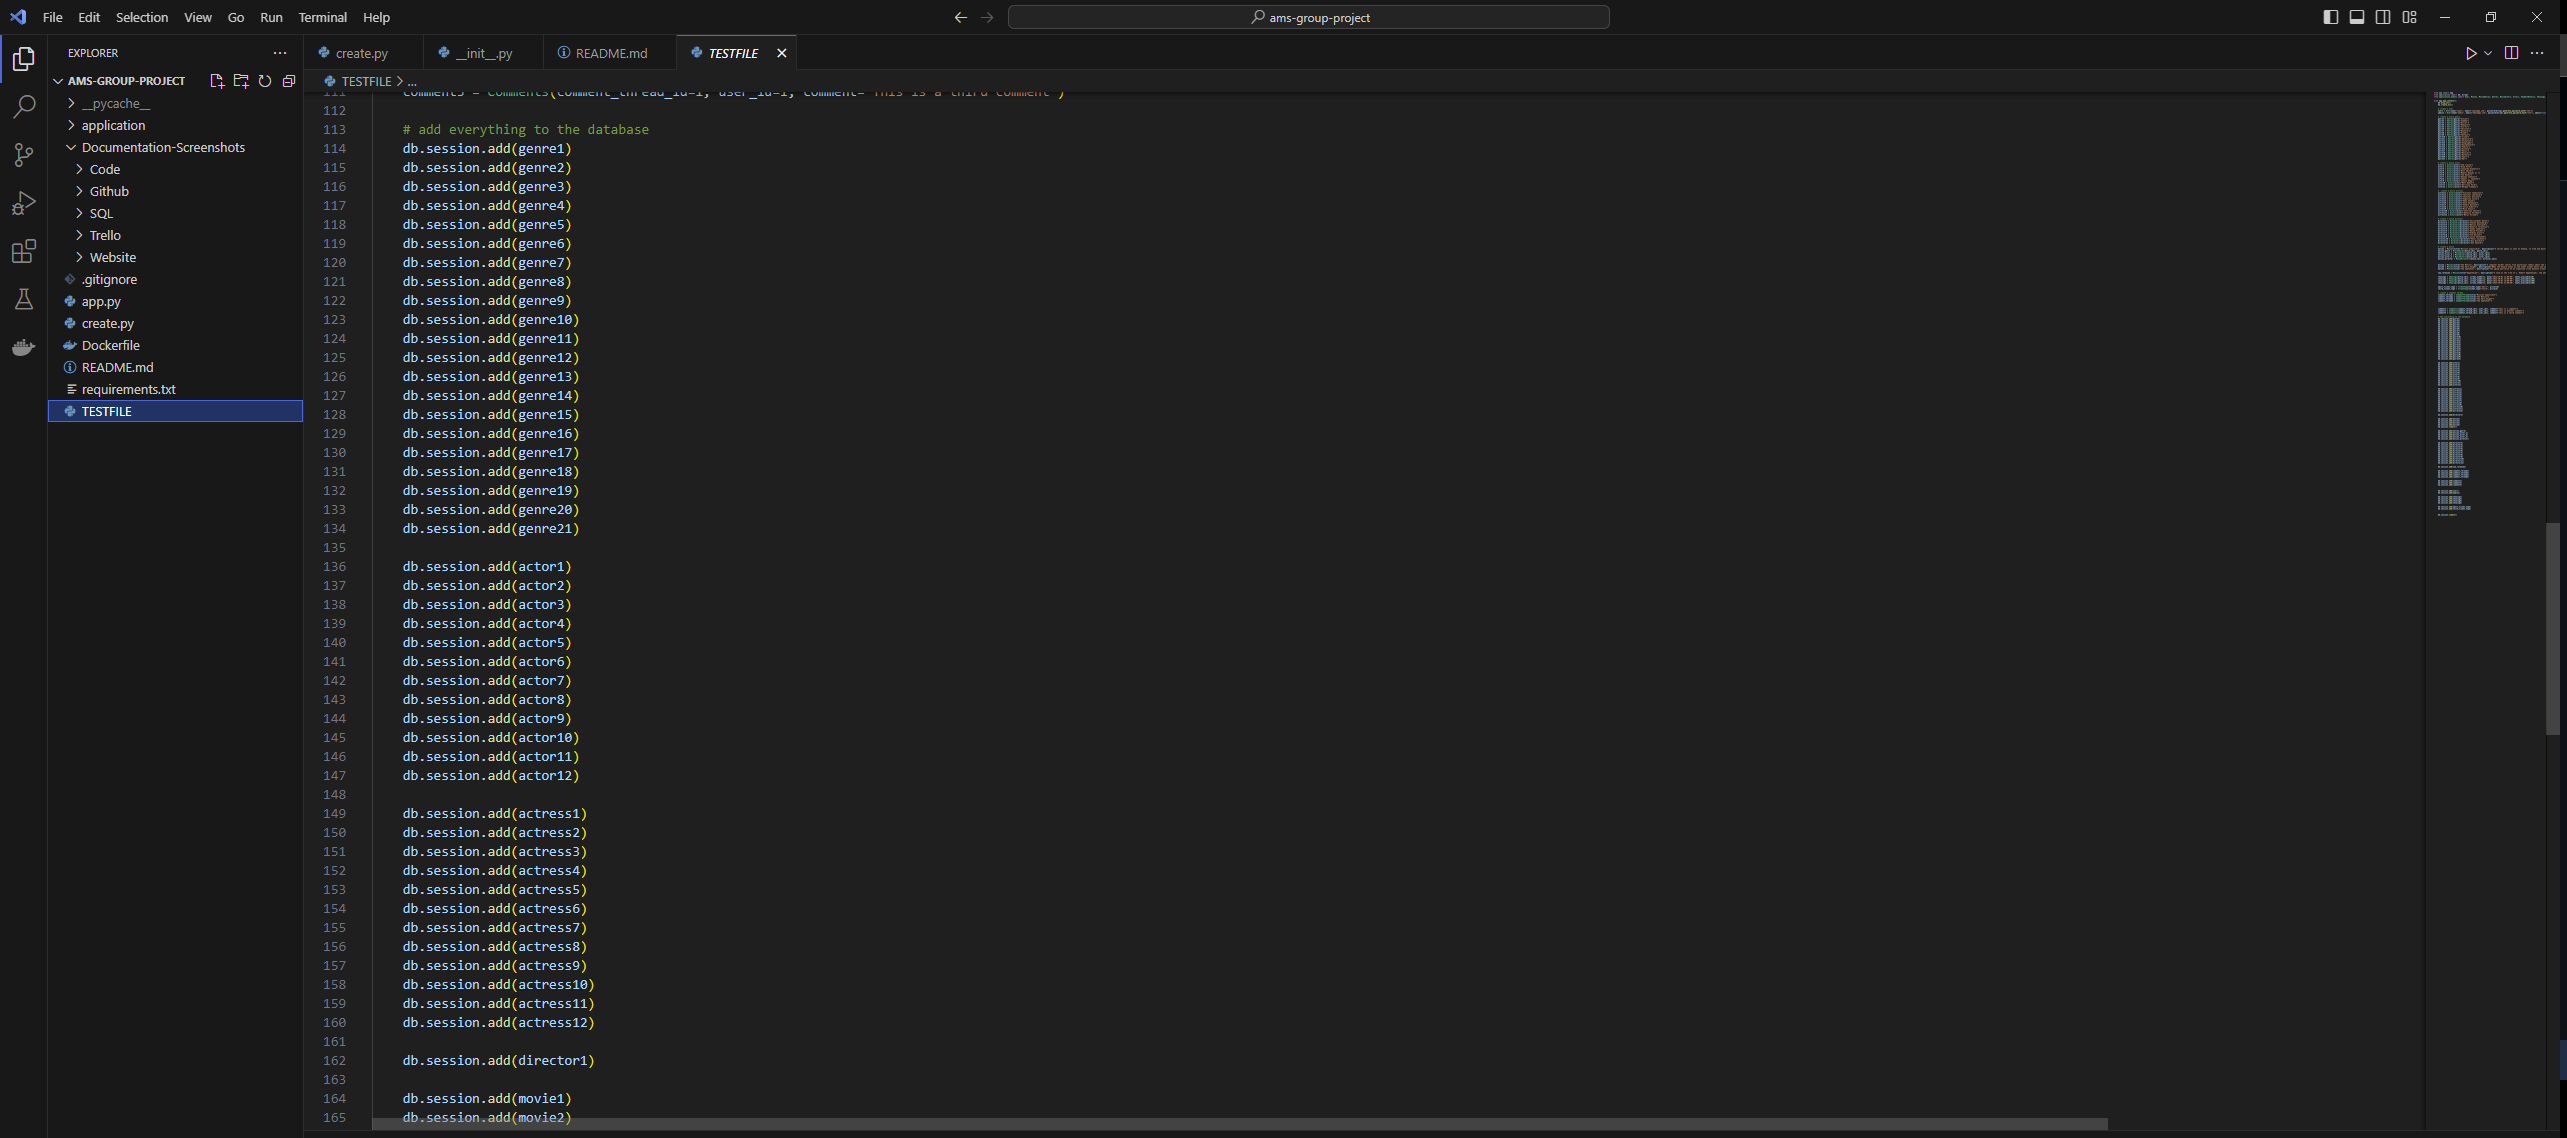 File Edit Selection View Go Run Terminal Help
ams-group-project
EXPLORER
AMS-GROUP-PROJECT
__pycache__
application
Documentation-Screenshots
Code
Github
SQL
Trello
Website
.gitignore
app.py
create.py
Dockerfile
README.md
requirements.txt
TESTFILE
create.py __init__.py README.md TESTFILE
TESTFILE > ...
111 comment3 = Comments(comment_thread_id=1, user_id=1, comment="This is a third comment")
112
113 # add everything to the database
114 db.session.add(genre1)
115 db.session.add(genre2)
116 db.session.add(genre3)
117 db.session.add(genre4)
118 db.session.add(genre5)
119 db.session.add(genre6)
120 db.session.add(genre7)
121 db.session.add(genre8)
122 db.session.add(genre9)
123 db.session.add(genre10)
124 db.session.add(genre11)
125 db.session.add(genre12)
126 db.session.add(genre13)
127 db.session.add(genre14)
128 db.session.add(genre15)
129 db.session.add(genre16)
130 db.session.add(genre17)
131 db.session.add(genre18)
132 db.session.add(genre19)
133 db.session.add(genre20)
134 db.session.add(genre21)
135
136 db.session.add(actor1)
137 db.session.add(actor2)
138 db.session.add(actor3)
139 db.session.add(actor4)
140 db.session.add(actor5)
141 db.session.add(actor6)
142 db.session.add(actor7)
143 db.session.add(actor8)
144 db.session.add(actor9)
145 db.session.add(actor10)
146 db.session.add(actor11)
147 db.session.add(actor12)
148
149 db.session.add(actress1)
150 db.session.add(actress2)
151 db.session.add(actress3)
152 db.session.add(actress4)
153 db.session.add(actress5)
154 db.session.add(actress6)
155 db.session.add(actress7)
156 db.session.add(actress8)
157 db.session.add(actress9)
158 db.session.add(actress10)
159 db.session.add(actress11)
160 db.session.add(actress12)
161
162 db.session.add(director1)
163
164 db.session.add(movie1)
165 db.session.add(movie2)